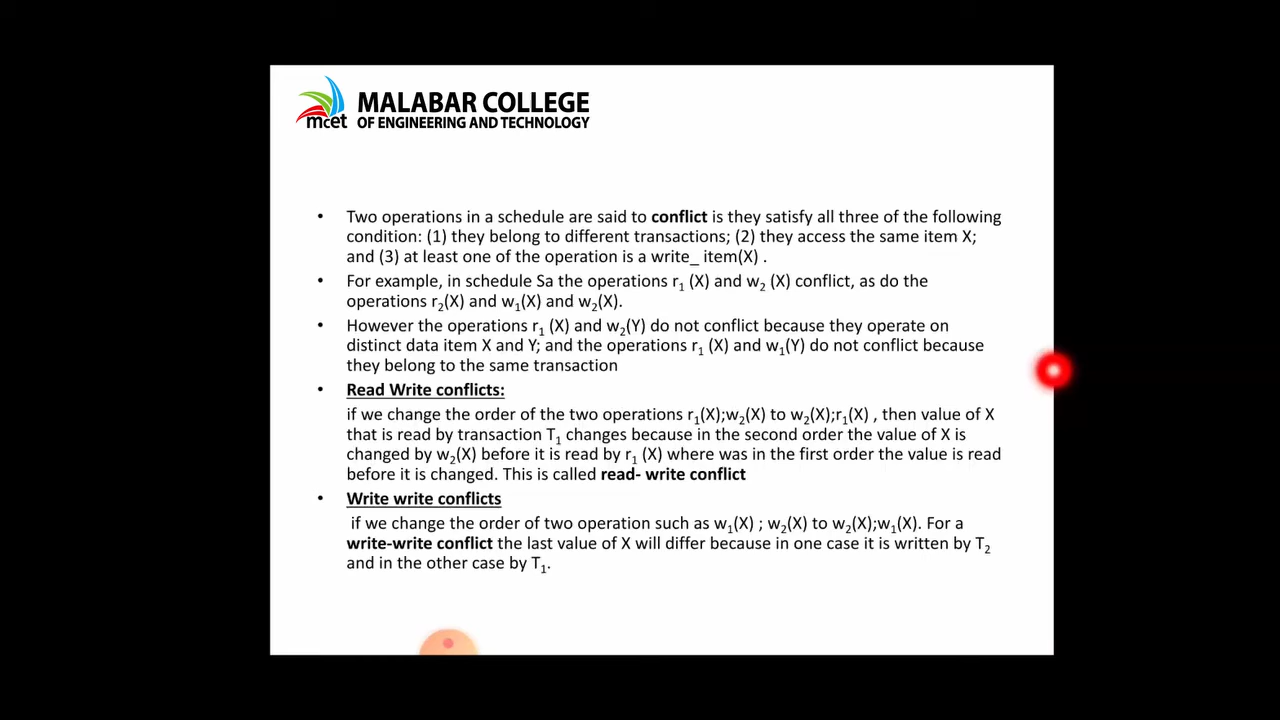 mcet
MALABAR COLLEGE
OF ENGINEERING AND TECHNOLOGY
• Two operations in a schedule are said to conflict is they satisfy all three of the following
condition: (1) they belong to different transactions; (2) they access the same item X;
and (3) at least one of the operation is a write_ item(X) .
• For example, in schedule Sa the operations r₁ (X) and w₂ (X) conflict, as do the
operations r₂(X) and w₁(X) and w₂(X).
• However the operations r₁ (X) and w₂(Y) do not conflict because they operate on
distinct data item X and Y; and the operations r₁ (X) and w₁(Y) do not conflict because
they belong to the same transaction
• Read Write conflicts:
if we change the order of the two operations r₁(X);w₂(X) to w₂(X);r₁(X) , then value of X
that is read by transaction T₁ changes because in the second order the value of X is
changed by w₂(X) before it is read by r₁ (X) where was in the first order the value is read
before it is changed. This is called read- write conflict
• Write write conflicts
if we change the order of two operation such as w₁(X) ; w₂(X) to w₂(X);w₁(X). For a
write-write conflict the last value of X will differ because in one case it is written by T₂
and in the other case by T₁.